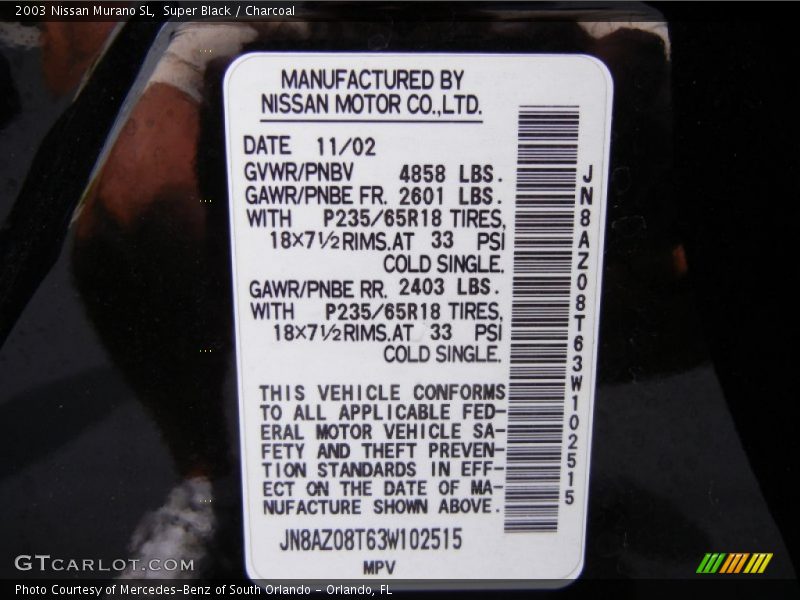 2003 Nissan Murano SL, Super Black / Charcoal
MANUFACTURED BY
NISSAN MOTOR CO.,LTD.
DATE 11/02
GVWR/PNBV 4858 LBS.
GAWR/PNBE FR. 2601 LBS.
WITH P235/65R18 TIRES,
18×7½RIMS.AT 33 PSI
COLD SINGLE.
GAWR/PNBE RR. 2403 LBS.
WITH P235/65R18 TIRES,
18×7½RIMS.AT 33 PSI
COLD SINGLE.
THIS VEHICLE CONFORMS
TO ALL APPLICABLE FED-
ERAL MOTOR VEHICLE SA-
FETY AND THEFT PREVEN-
TION STANDARDS IN EFF-
ECT ON THE DATE OF MA-
NUFACTURE SHOWN ABOVE.
JN8AZ08T63W102515
MPV
JN8AZ08T63W102515
GTcarlot.com
Photo Courtesy of Mercedes-Benz of South Orlando - Orlando, FL